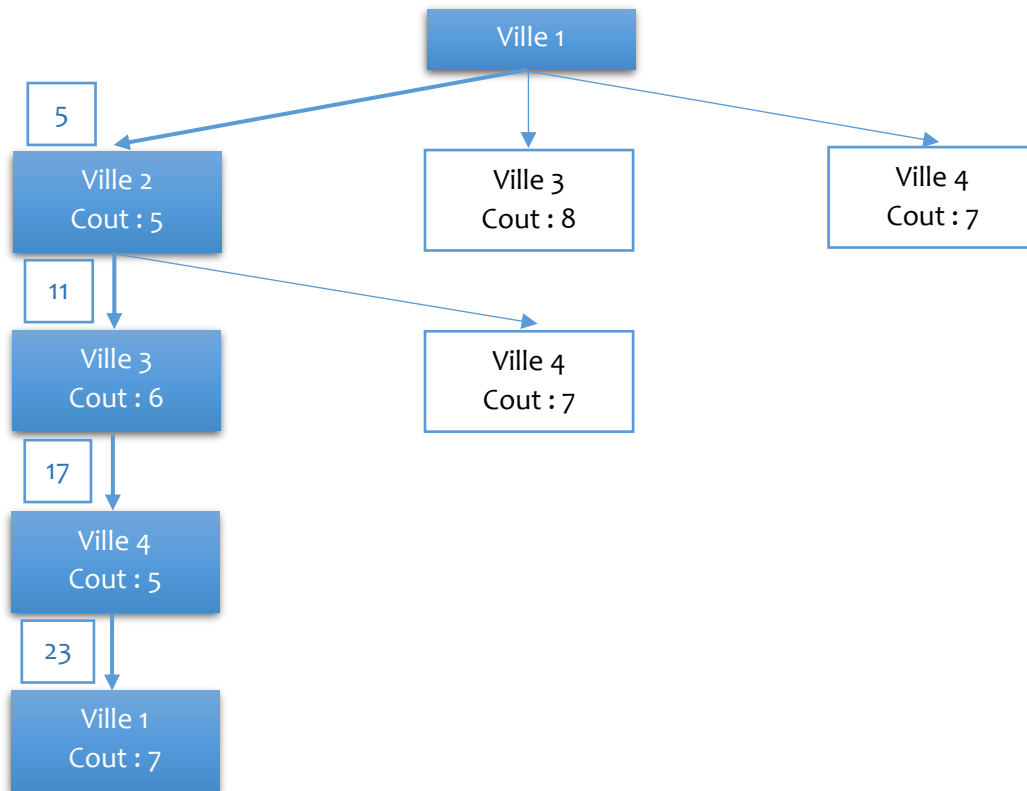 Ville 1
5
Ville 2
Cout : 5
Ville 3
Cout : 8
Ville 4
Cout : 7
11
Ville 3
Cout : 6
Ville 4
Cout : 7
17
Ville 4
Cout : 5
23
Ville 1
Cout : 7